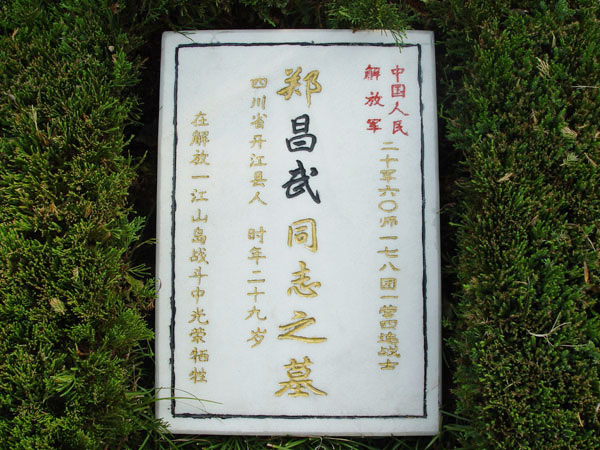 中国人民
解放军
二十军六〇师一七八团一营四连战士
郑昌武同志之墓
四川省丹江县人 时年二十九岁
在解放一江山岛战斗中光荣牺牲